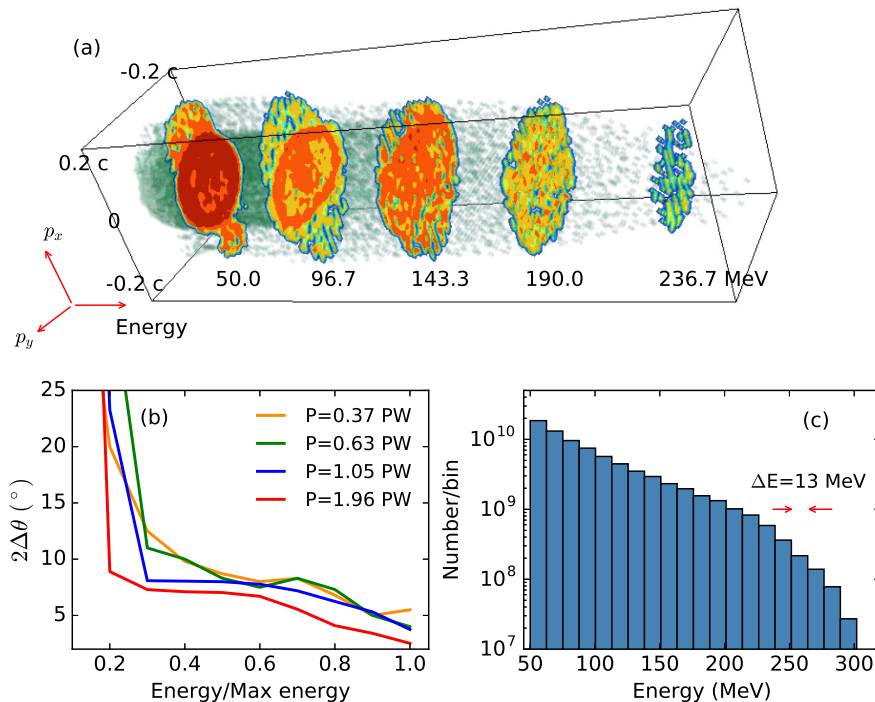 (a)
-0.2 c
0.2 c
0
-0.2 c
50.0 96.7 143.3 190.0 236.7 MeV
Energy
p_x
p_y
(b)
P=0.37 PW
P=0.63 PW
P=1.05 PW
P=1.96 PW
25
20
15
10
5
2Δθ (°)
0.2 0.4 0.6 0.8 1.0
Energy/Max energy
(c)
ΔE=13 MeV
10^10
10^9
10^8
10^7
Number/bin
50 100 150 200 250 300
Energy (MeV)